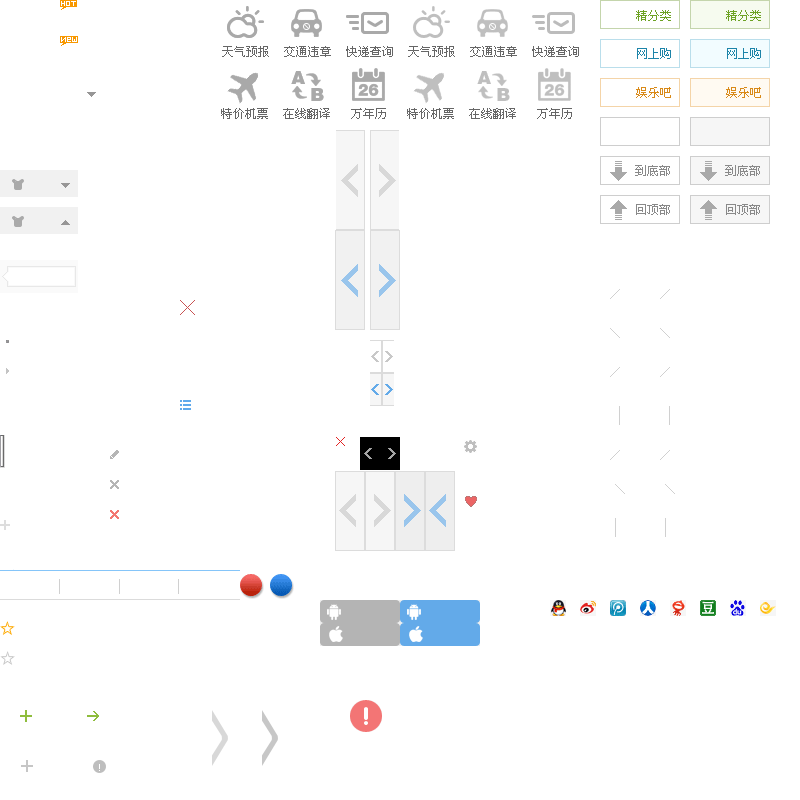 HOT
NEW
天气预报 交通违章 快递查询 天气预报 交通违章 快递查询
26 26
特价机票 在线翻译 万年历 特价机票 在线翻译 万年历
A B A B
精分类 精分类
网上购 网上购
娱乐吧 娱乐吧
到底部 到底部
回顶部 回顶部
豆